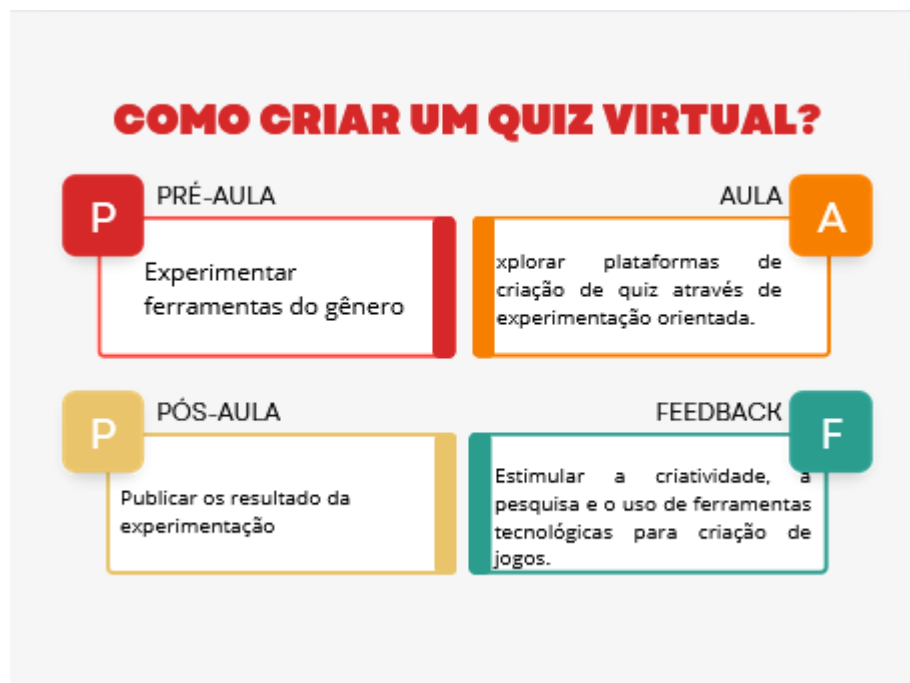 COMO CRIAR UM QUIZ VIRTUAL?
P
PRÉ-AULA
Experimentar
ferramentas do gênero
AULA
A
xplorar plataformas de
criação de quiz através de
experimentação orientada.
P
PÓS-AULA
Publicar os resultado da
experimentação
FEEDBACK
F
Estimular a criatividade, a
pesquisa e o uso de ferramentas
tecnológicas para criação de
jogos.